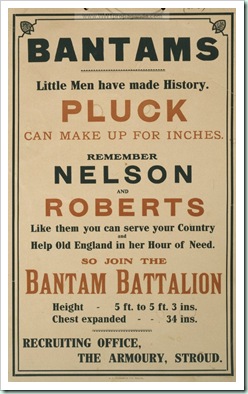 BANTAMS
Little Men have made History.
PLUCK
CAN MAKE UP FOR INCHES.
REMEMBER
NELSON
AND
ROBERTS
Like them you can serve your Country
and
Help Old England in her Hour of Need.
SO JOIN THE
BANTAM BATTALION
Height - 5 ft. to 5 ft. 3 ins.
Chest expanded - - 34 ins.
RECRUITING OFFICE,
THE ARMOURY, STROUD.